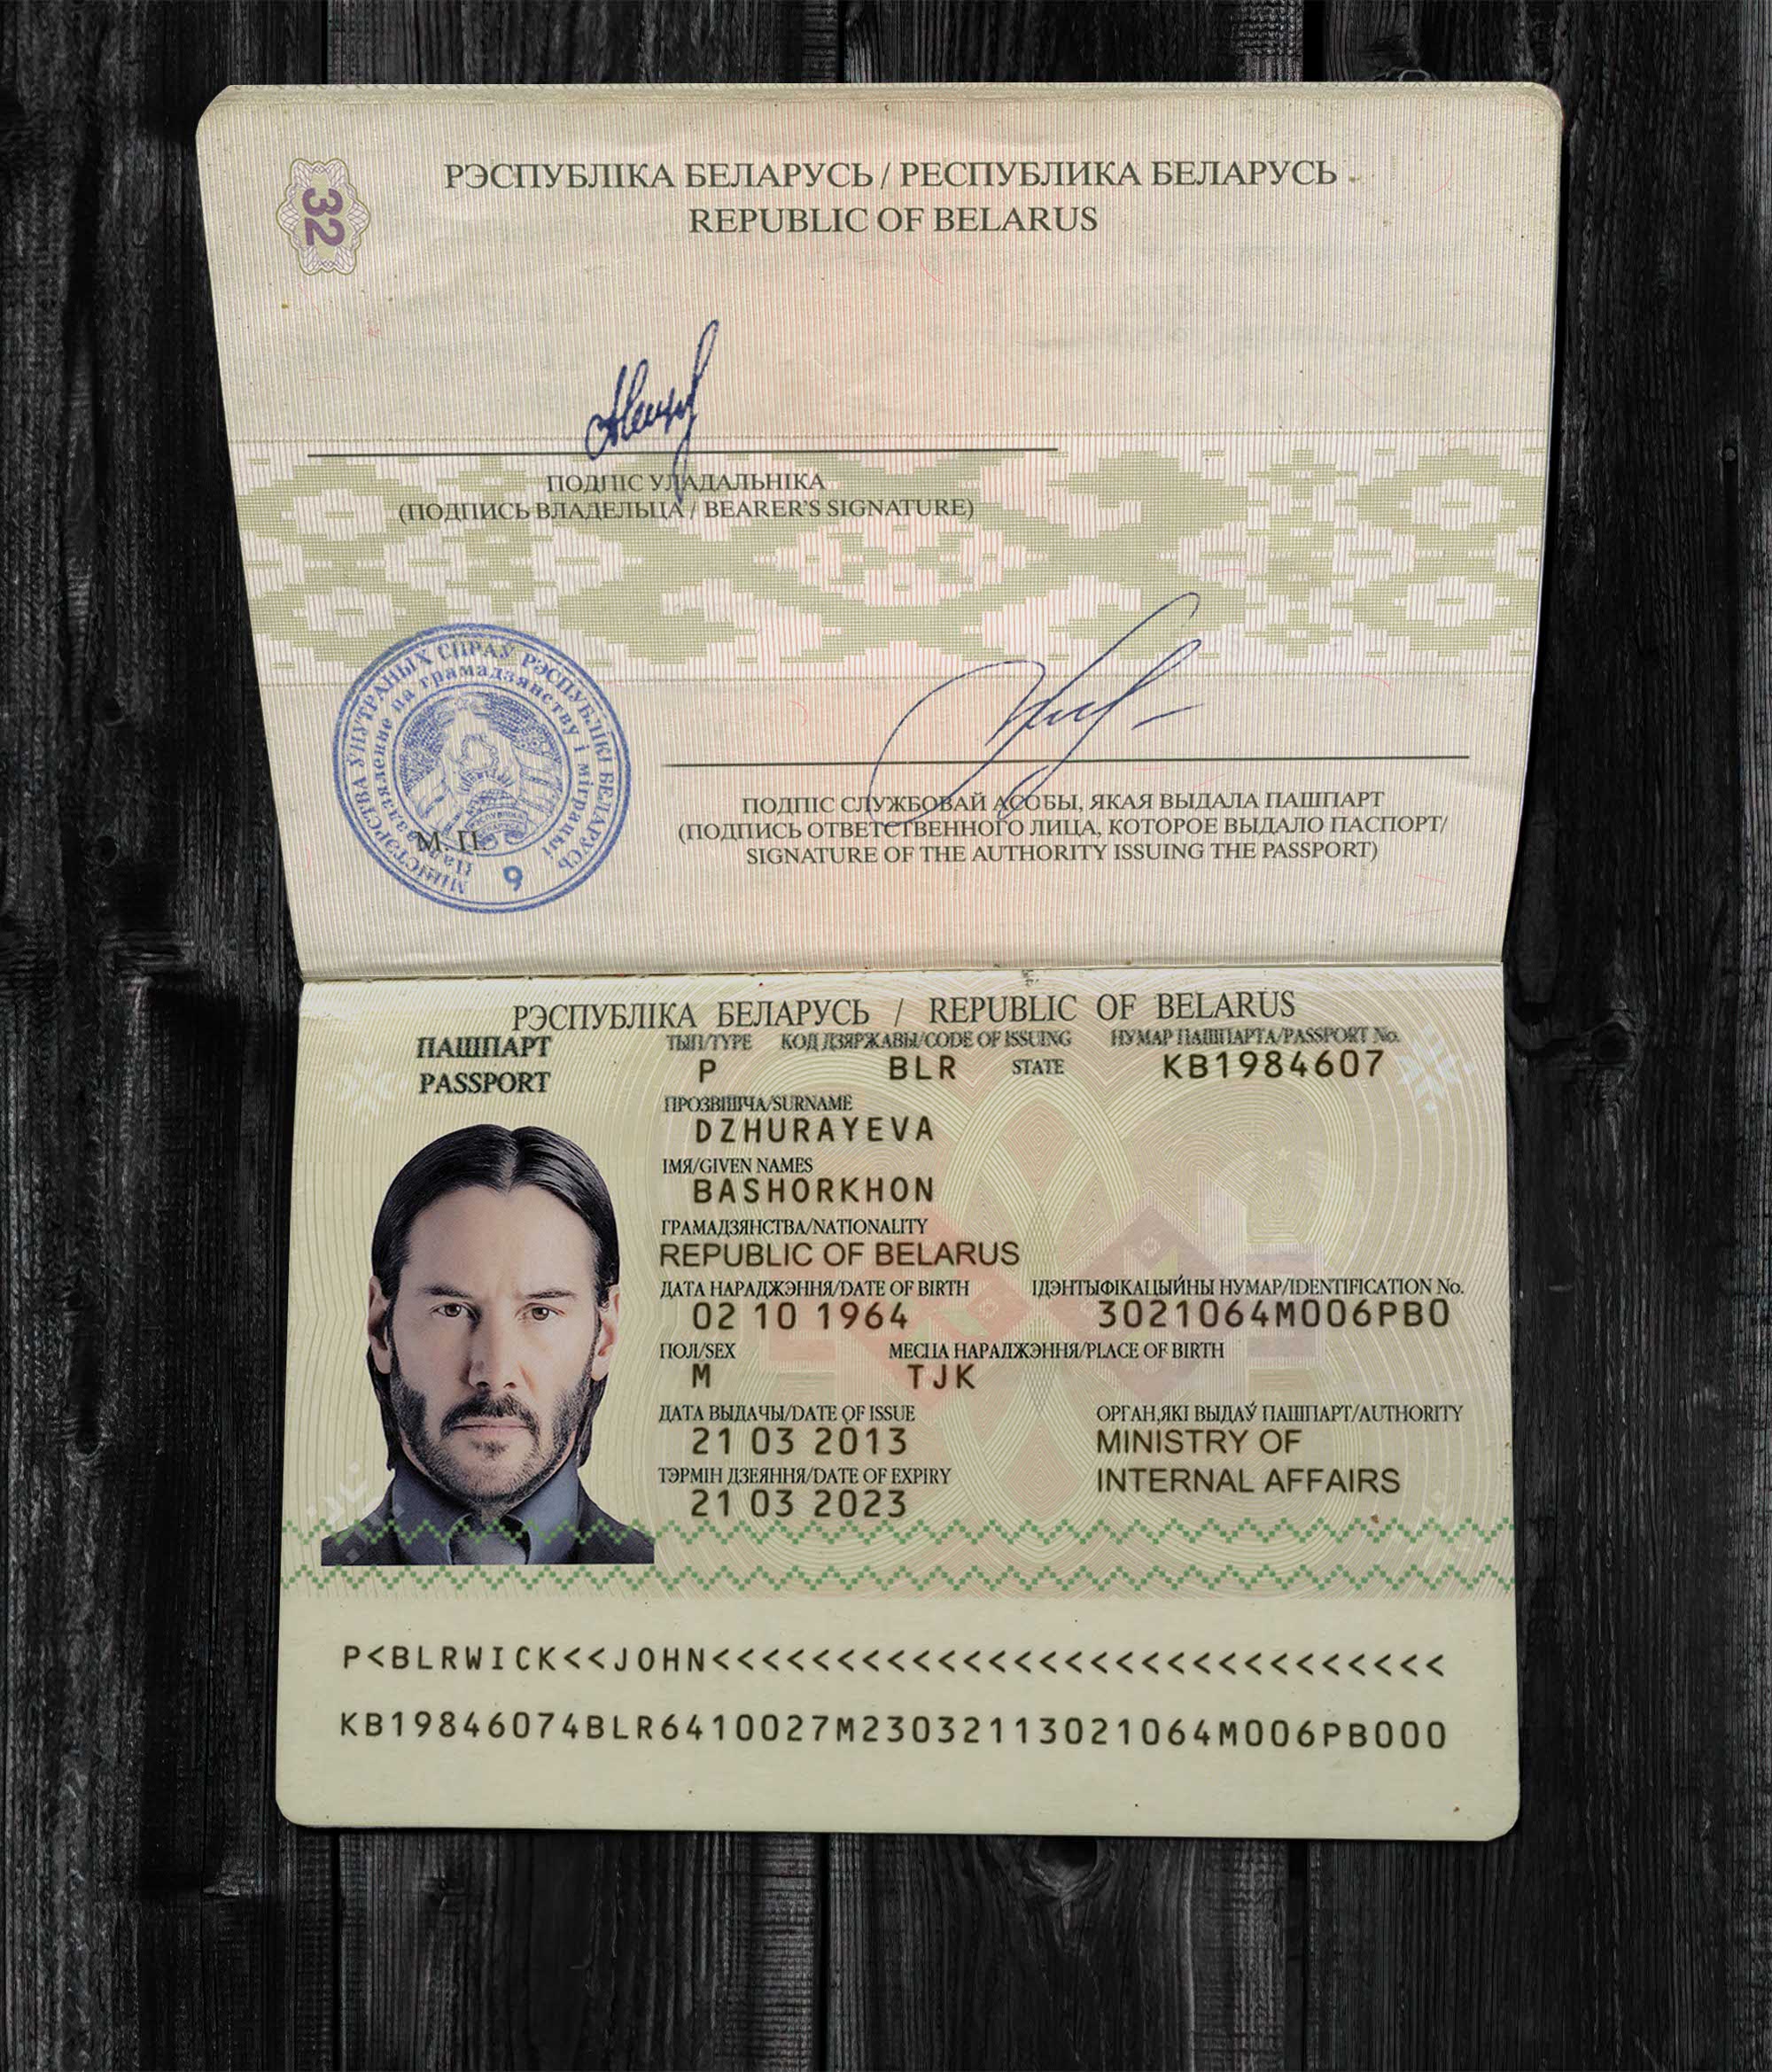 32
РЭСПУБЛІКА БЕЛАРУСЬ / РЕСПУБЛИКА БЕЛАРУСЬ
REPUBLIC OF BELARUS
ПОДПІС УЛАДАЛЬНІКА
(ПОДПИСЬ ВЛАДЕЛЬЦА / BEARER'S SIGNATURE)
МІНІСТЭРСТВА УНУТРАНЫХ СПРАЎ РЭСПУБЛІКІ БЕЛАРУСЬ
па грамадзянству і міграцыі
М. П.
9
ПОДПІС СЛУЖБОВАЙ АСОБЫ, ЯКАЯ ВЫДАЛА ПАШПАРТ
(ПОДПИСЬ ОТВЕТСТВЕННОГО ЛИЦА, КОТОРОЕ ВЫДАЛО ПАСПОРТ/
SIGNATURE OF THE AUTHORITY ISSUING THE PASSPORT)
РЭСПУБЛІКА БЕЛАРУСЬ / REPUBLIC OF BELARUS
ПАШПАРТ
PASSPORT
ТЫП/TYPE КОД ДЗЯРЖАВЫ/CODE OF ISSUING STATE НУМАР ПАШПАРТА/PASSPORT No.
P BLR KB1984607
ПРОЗВІШЧА/SURNAME
DZHURAYEVA
ІМЯ/GIVEN NAMES
BASHORKHON
ГРАМАДЗЯНСТВА/NATIONALITY
REPUBLIC OF BELARUS
ДАТА НАРАДЖЭННЯ/DATE OF BIRTH ІДЭНТЫФІКАЦЫЙНЫ НУМАР/IDENTIFICATION No.
02 10 1964 3021064M006PB0
ПОЛ/SEX МЕСЦА НАРАДЖЭННЯ/PLACE OF BIRTH
M TJK
ДАТА ВЫДАЧЫ/DATE OF ISSUE ОРГАН,ЯКІ ВЫДАЎ ПАШПАРТ/AUTHORITY
21 03 2013 MINISTRY OF
ТЭРМІН ДЗЕЯННЯ/DATE OF EXPIRY INTERNAL AFFAIRS
21 03 2023
P<BLRWICK<<JOHN<<<<<<<<<<<<<<<<<<<<<<<<<<<<<<
KB19846074BLR6410027M23032113021064M006PB000